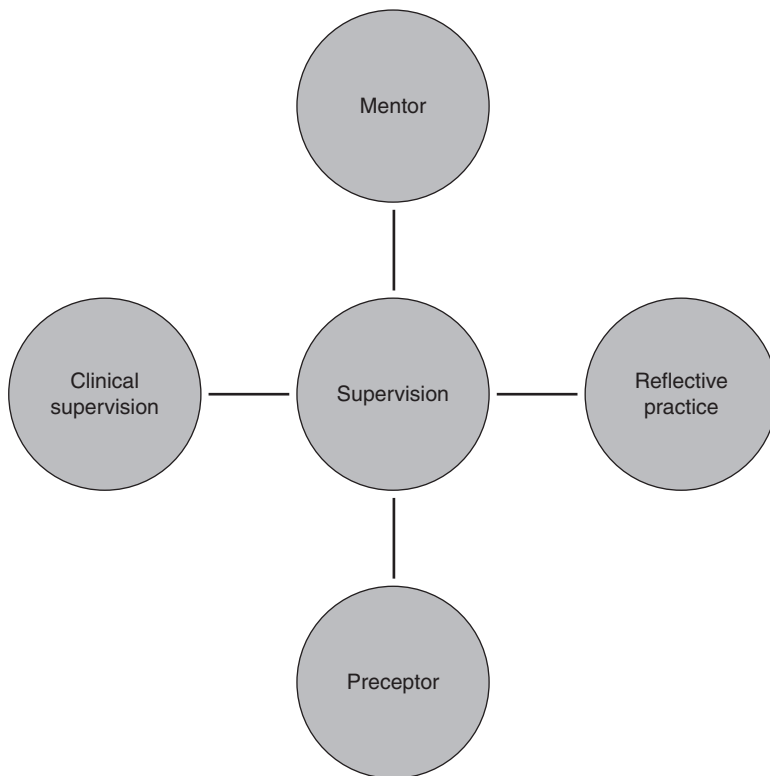 Mentor
Clinical
supervision
Supervision
Reflective
practice
Preceptor